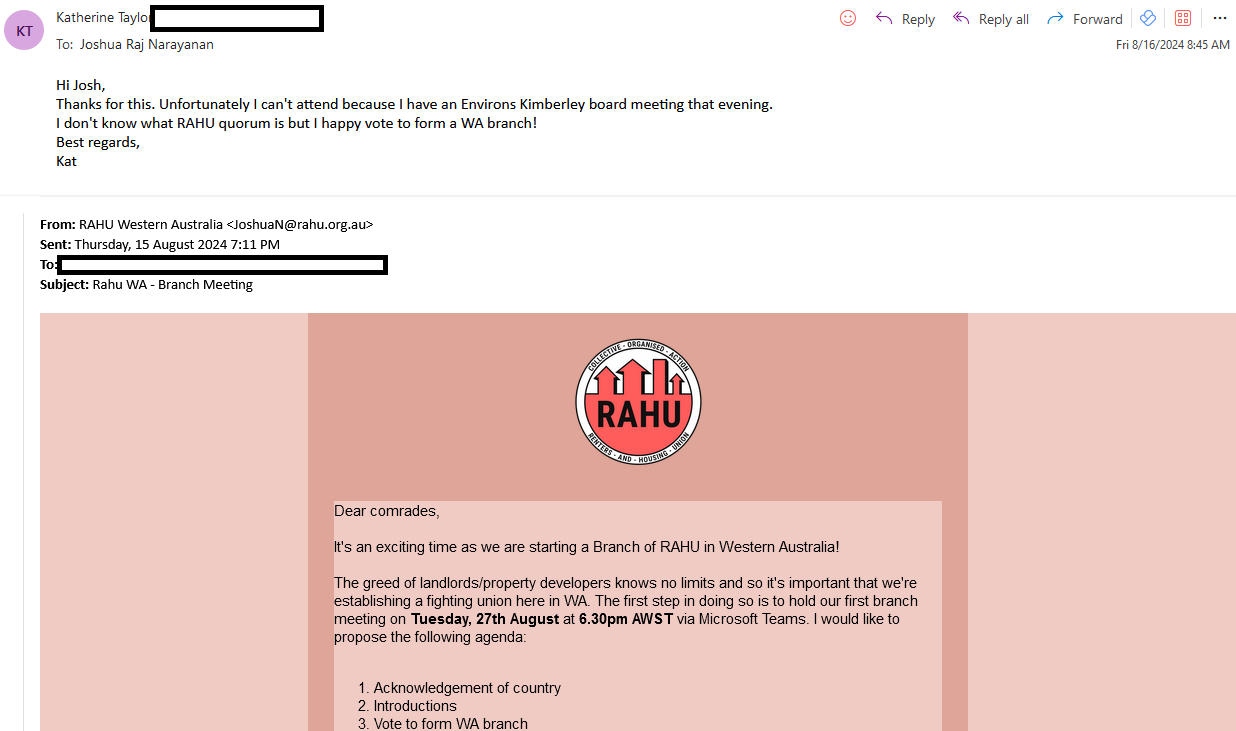 KT
Katherine Taylor
Reply
Reply all
Forward
To: Joshua Raj Narayanan
Fri 8/16/2024 8:45 AM
Hi Josh,
Thanks for this. Unfortunately I can't attend because I have an Environs Kimberley board meeting that evening.
I don't know what RAHU quorum is but I happy vote to form a WA branch!
Best regards,
Kat
From: RAHU Western Australia <JoshuaN@rahu.org.au>
Sent: Thursday, 15 August 2024 7:11 PM
To:
Subject: Rahu WA - Branch Meeting
COLLECTIVE - ORGANISED - ACTION
RAHU
RENTERS - AND - HOUSING - UNION
Dear comrades,
It's an exciting time as we are starting a Branch of RAHU in Western Australia!
The greed of landlords/property developers knows no limits and so it's important that we're
establishing a fighting union here in WA. The first step in doing so is to hold our first branch
meeting on Tuesday, 27th August at 6.30pm AWST via Microsoft Teams. I would like to
propose the following agenda:
1. Acknowledgement of country
2. Introductions
3. Vote to form WA branch